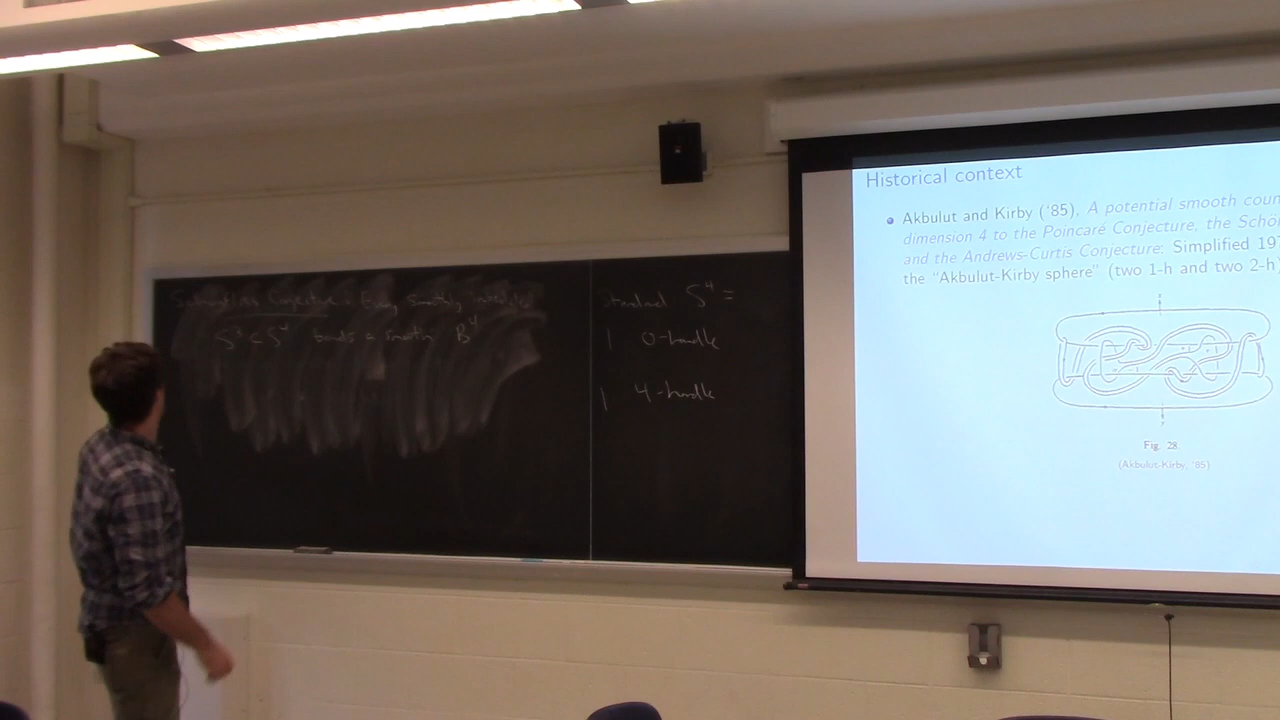 Conjecture: Every smoothly
S³ ⊂ S⁴ bounds a smooth B⁴
Standard S⁴ =
1 0-handle
1 4-handle
Historical context
• Akbulut and Kirby ('85), A potential smooth coun
dimension 4 to the Poincaré Conjecture, the Schö
and the Andrews-Curtis Conjecture: Simplified 19
the "Akbulut-Kirby sphere" (two 1-h and two 2-h)
Fig. 28.
(Akbulut-Kirby, '85)